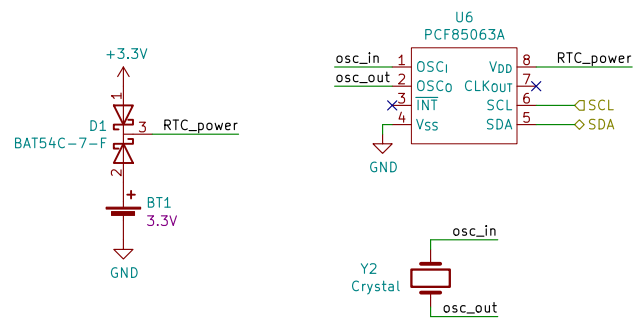 +3.3V
1
D1
BAT54C-7-F
3
RTC_power
2
+
BT1
3.3V
GND
U6
PCF85063A
osc_in
1
OSCI
VDD
8
RTC_power
osc_out
2
OSCO
CLKOUT
7
3
INT
SCL
6
SCL
4
VSS
SDA
5
SDA
GND
osc_in
Y2
Crystal
osc_out